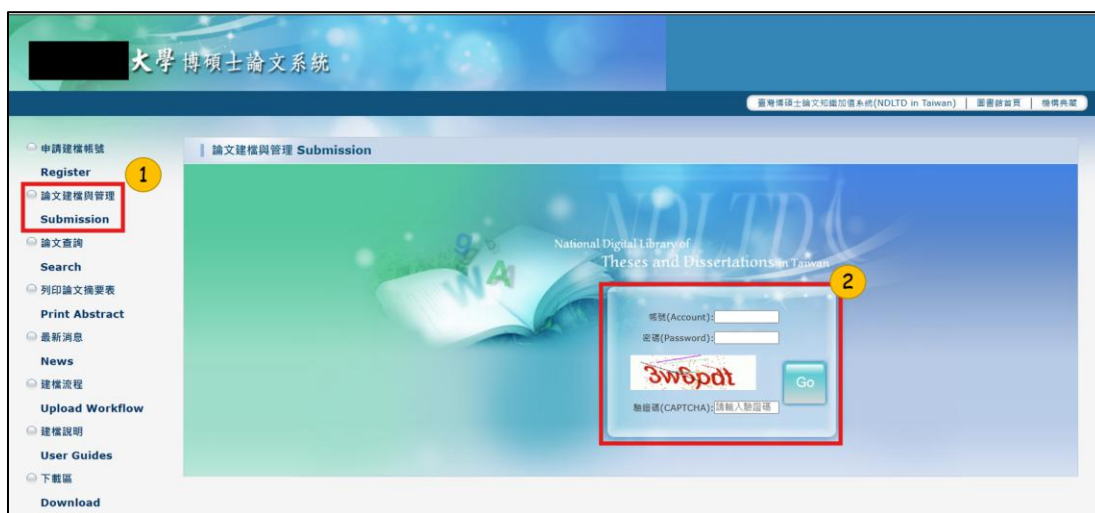 大學 博碩士論文系統
臺灣博碩士論文知識加值系統(NDLTD in Taiwan) | 圖書館首頁 | 機構典藏
申請建檔帳號
Register
1
論文建檔與管理
Submission
論文查詢
Search
列印論文摘要表
Print Abstract
最新消息
News
建檔流程
Upload Workflow
建檔說明
User Guides
下載區
Download
論文建檔與管理 Submission
NDLTD
National Digital Library of
Theses and Dissertations in Taiwan
2
帳號(Account):
密碼(Password):
3w6pdt
Go
驗證碼(CAPTCHA): 請輸入驗證碼